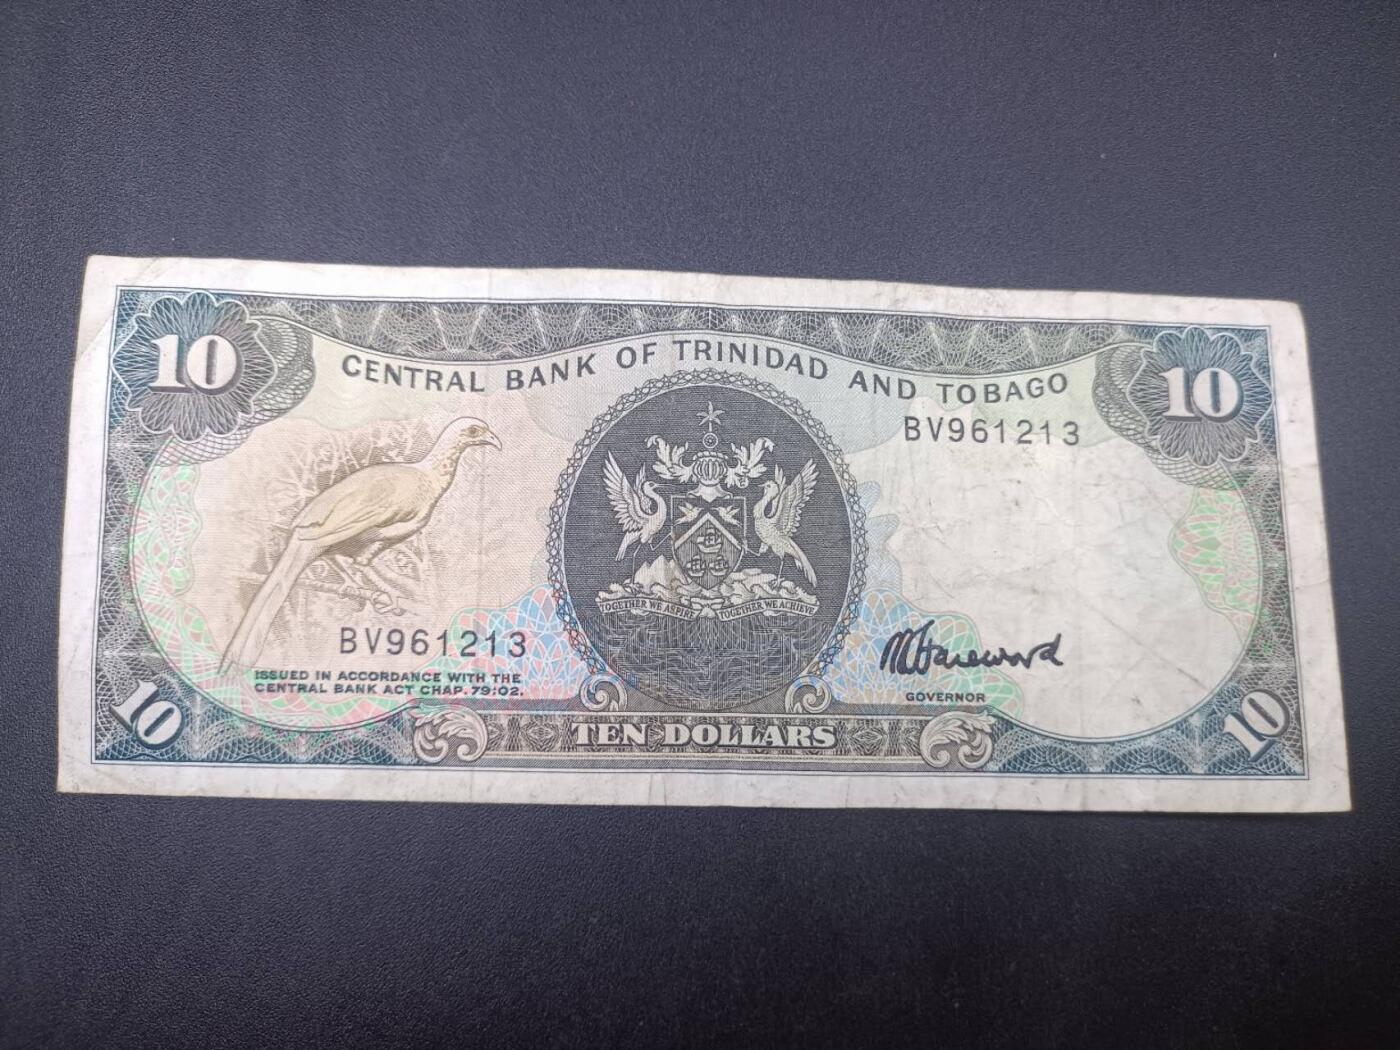 10
10
CENTRAL BANK OF TRINIDAD AND TOBAGO
BV961213
TOGETHER WE ASPIRE TOGETHER WE ACHIEVE
BV961213
ISSUED IN ACCORDANCE WITH THE
CENTRAL BANK ACT CHAP. 79:02.
GOVERNOR
10
TEN DOLLARS
10